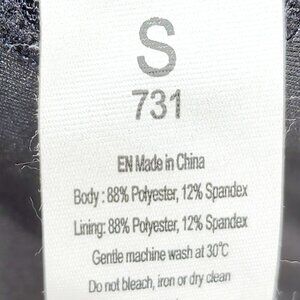 S
731
EN Made in China
Body : 88% Polyester, 12% Spandex
Lining: 88% Polyester, 12% Spandex
Gentle machine wash at 30°C
Do not bleach, iron or dry clean